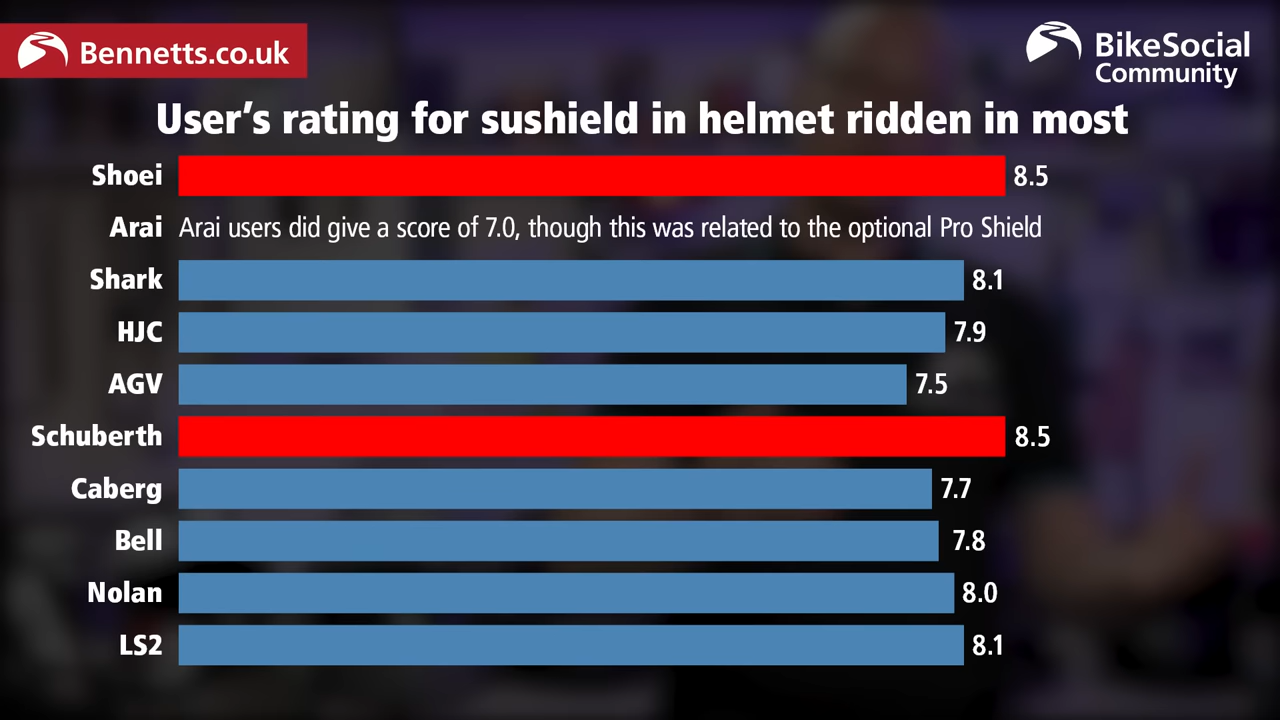 Bennetts.co.uk
BikeSocial
Community
User's rating for sushield in helmet ridden in most
Shoei 8.5
Arai Arai users did give a score of 7.0, though this was related to the optional Pro Shield
Shark 8.1
HJC 7.9
AGV 7.5
Schuberth 8.5
Caberg 7.7
Bell 7.8
Nolan 8.0
LS2 8.1